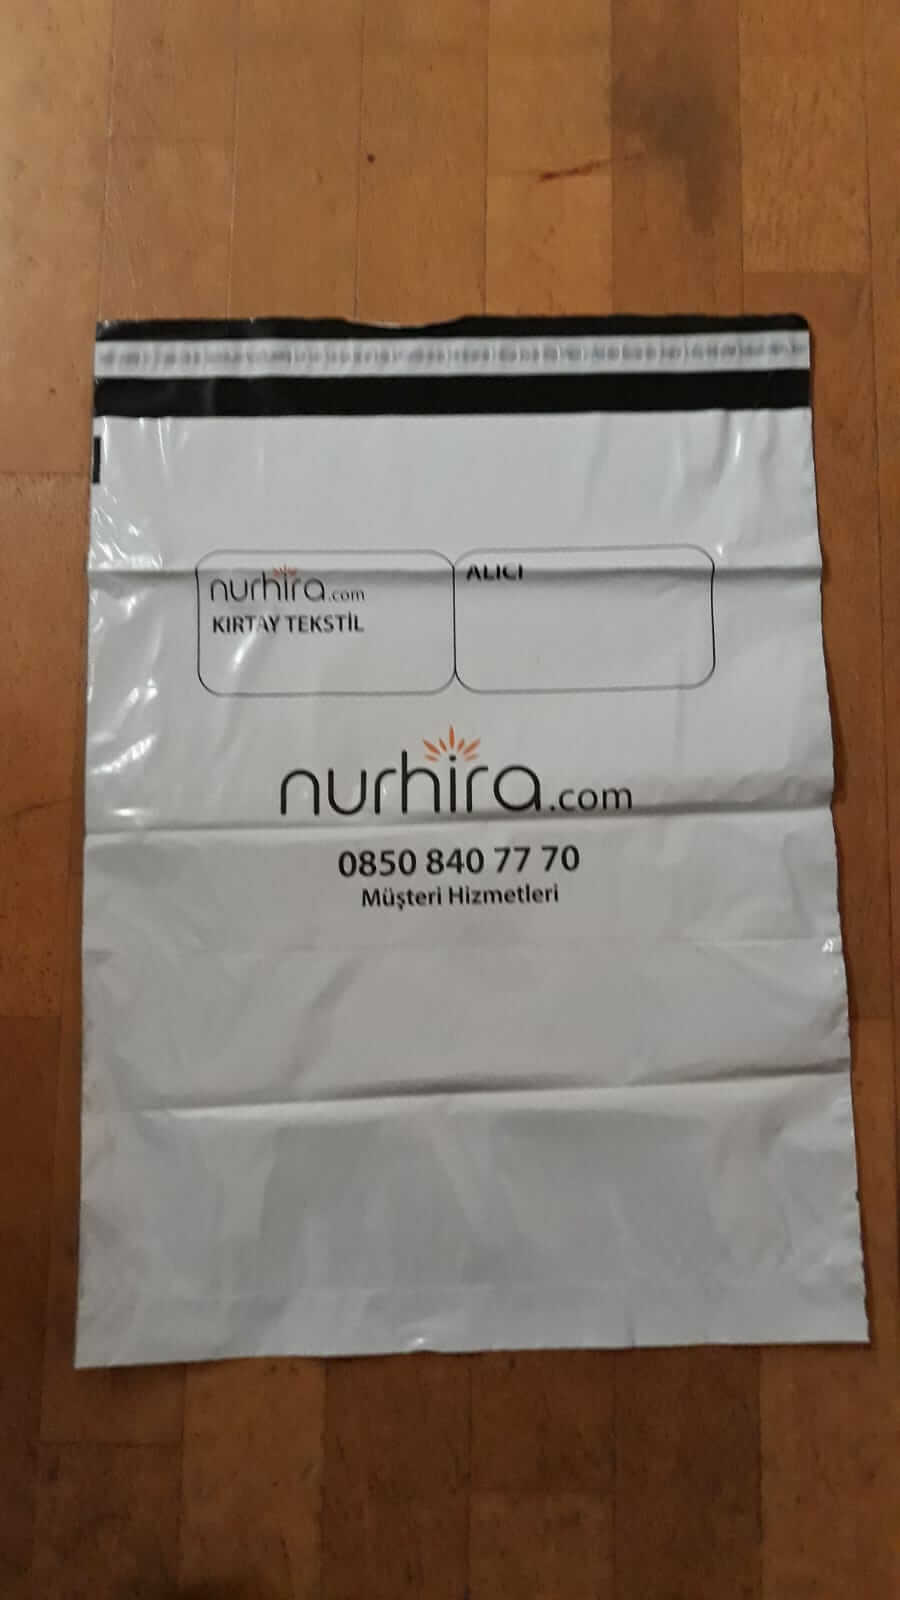 nurhira.com
KIRTAY TEKSTİL
ALICI
nurhira.com
0850 840 77 70
Müşteri Hizmetleri